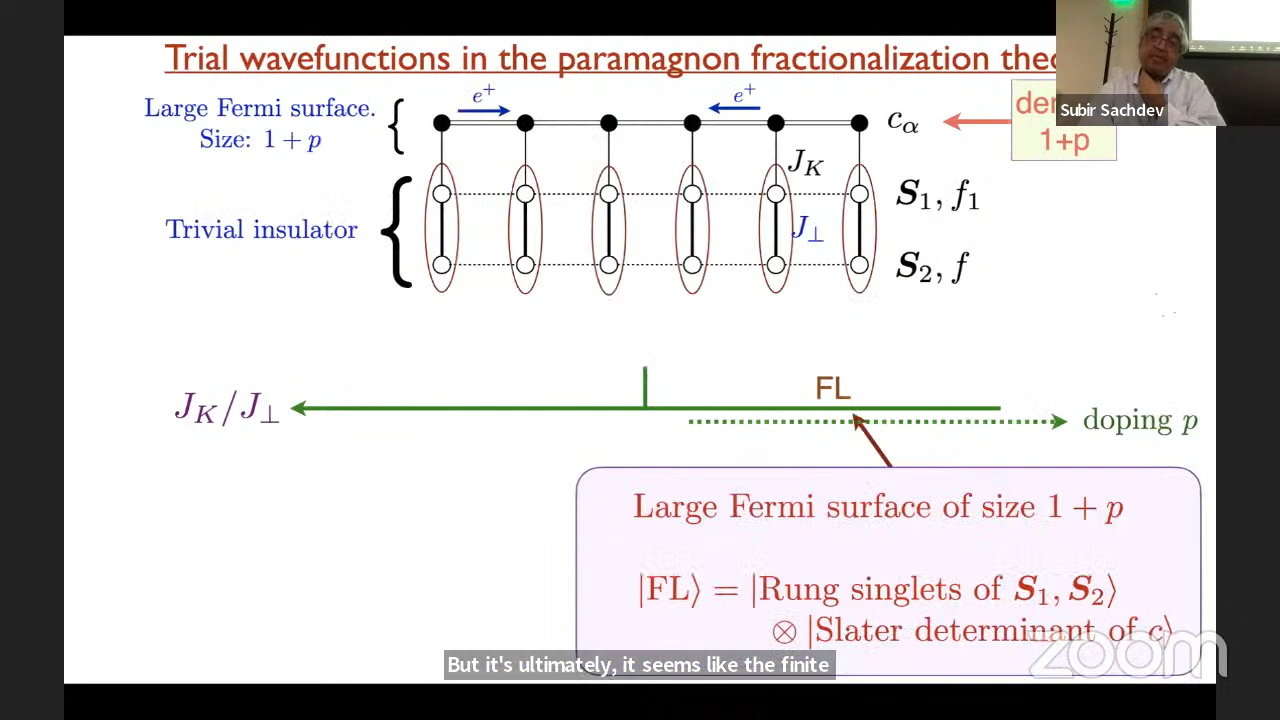 Trial wavefunctions in the paramagnon fractionalization
Subir Sachdev
Large Fermi surface.
Size: 1 + p
e⁺
e⁺
c_α
1+p
J_K
S₁, f₁
Trivial insulator
J_⊥
S₂, f
FL
J_K/J_⊥
doping p
Large Fermi surface of size 1 + p
|FL⟩ = |Rung singlets of S₁, S₂⟩
⊗ |Slater determinant of c⟩
But it's ultimately, it seems like the finite
zoom